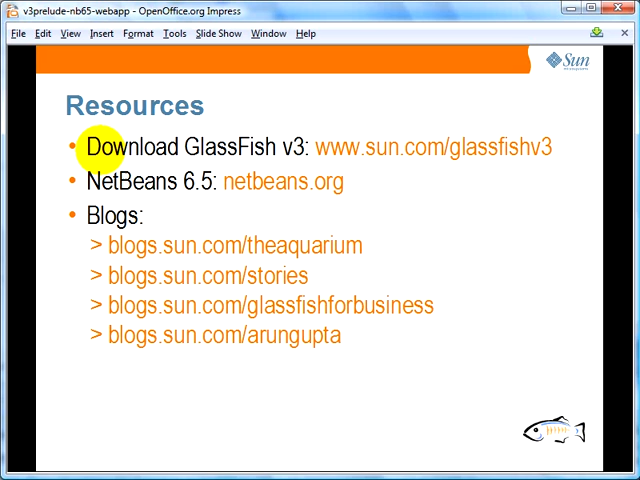 v3prelude-nb65-webapp - OpenOffice.org Impress
File Edit View Insert Format Tools Slide Show Window Help
Sun
Resources
• Download GlassFish v3: www.sun.com/glassfishv3
• NetBeans 6.5: netbeans.org
• Blogs:
> blogs.sun.com/theaquarium
> blogs.sun.com/stories
> blogs.sun.com/glassfishforbusiness
> blogs.sun.com/arungupta